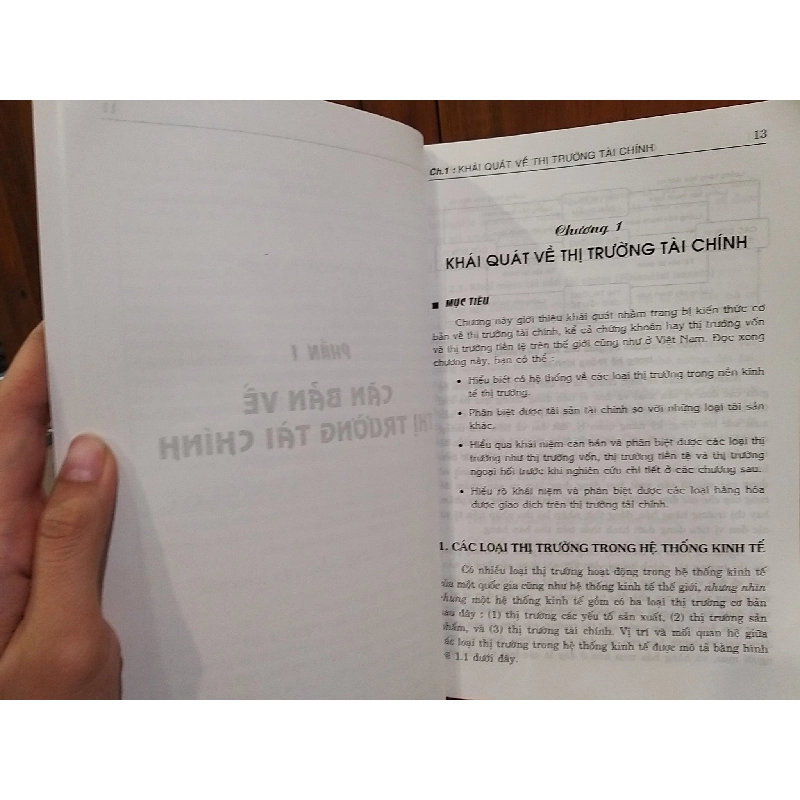 11
PHẦN 1
CĂN BẢN VỀ
THỊ TRƯỜNG TÀI CHÍNH
Ch.1 : KHÁI QUÁT VỀ THỊ TRƯỜNG TÀI CHÍNH
13
Chương 1
KHÁI QUÁT VỀ THỊ TRƯỜNG TÀI CHÍNH
■ MỤC TIÊU
Chương này giới thiệu khái quát nhằm trang bị kiến thức cơ
bản về thị trường tài chính, kể cả chứng khoán hay thị trường vốn
và thị trường tiền tệ trên thế giới cũng như ở Việt Nam. Đọc xong
chương này, bạn có thể :
• Hiểu biết có hệ thống về các loại thị trường trong nền kinh
tế thị trường.
• Phân biệt được tài sản tài chính so với những loại tài sản
khác.
• Hiểu qua khái niệm căn bản và phân biệt được các loại thị
trường như thị trường vốn, thị trường tiền tệ và thị trường
ngoại hối trước khi nghiên cứu chi tiết ở các chương sau.
• Hiểu rõ khái niệm và phân biệt được các loại hàng hóa
được giao dịch trên thị trường tài chính.
1. CÁC LOẠI THỊ TRƯỜNG TRONG HỆ THỐNG KINH TẾ
Có nhiều loại thị trường hoạt động trong hệ thống kinh tế
của một quốc gia cũng như hệ thống kinh tế thế giới, nhưng nhìn
chung một hệ thống kinh tế gồm có ba loại thị trường cơ bản
sau đây : (1) thị trường các yếu tố sản xuất, (2) thị trường sản
phẩm, và (3) thị trường tài chính. Vị trí và mối quan hệ giữa
các loại thị trường trong hệ thống kinh tế được mô tả bằng hình
1.1 dưới đây.